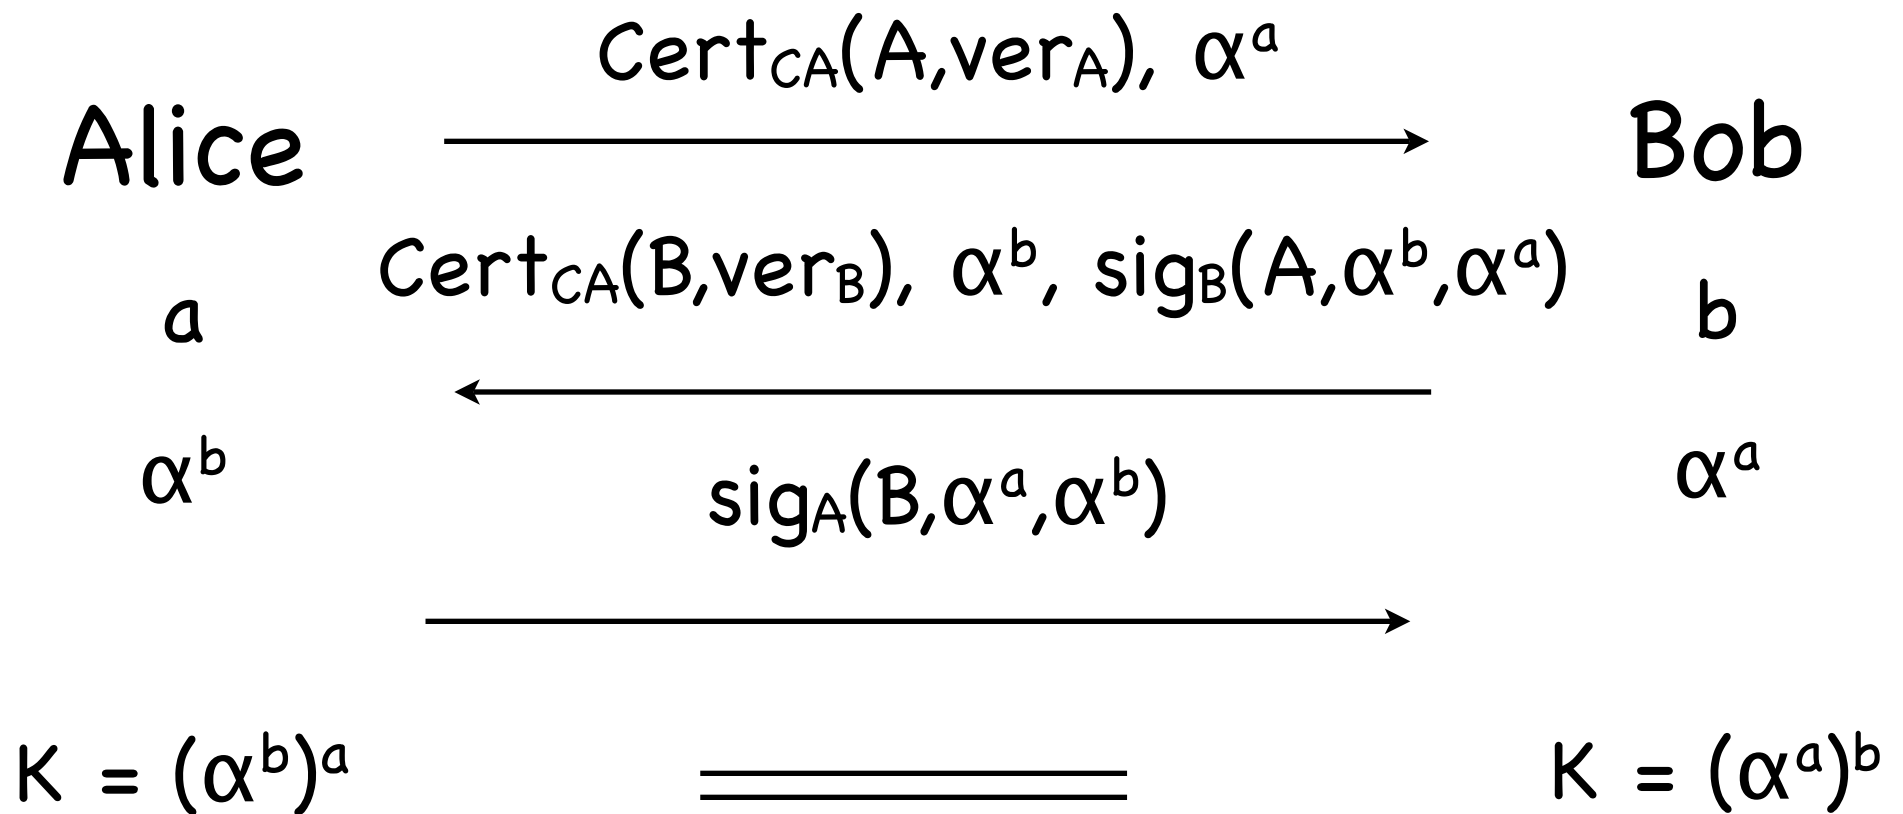 Cert_CA(A,ver_A), α^a
Alice Bob
Cert_CA(B,ver_B), α^b, sig_B(A,α^b,α^a)
a b
α^b α^a
sig_A(B,α^a,α^b)
K = (α^b)^a K = (α^a)^b